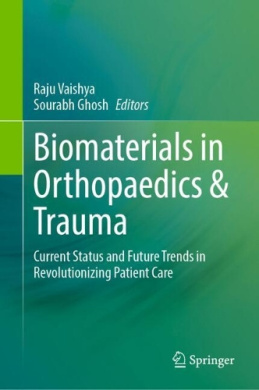 Raju Vaishya
Sourabh Ghosh Editors
Biomaterials in
Orthopaedics &
Trauma
Current Status and Future Trends in
Revolutionizing Patient Care
Springer